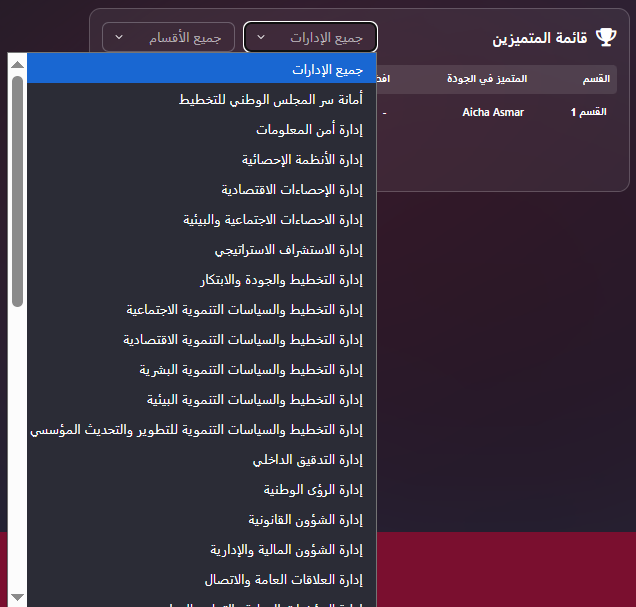 قائمة المتميزين
جميع الإدارات
جميع الأقسام
القسم
المتميز في الجودة
القسم 1
Aicha Asmar
-
جميع الإدارات
أمانة سر المجلس الوطني للتخطيط
إدارة أمن المعلومات
إدارة الأنظمة الإحصائية
إدارة الإحصاءات الاقتصادية
إدارة الاحصاءات الاجتماعية والبيئية
إدارة الاستشراف الاستراتيجي
إدارة التخطيط والجودة والابتكار
إدارة التخطيط والسياسات التنموية الاجتماعية
إدارة التخطيط والسياسات التنموية الاقتصادية
إدارة التخطيط والسياسات التنموية البشرية
إدارة التخطيط والسياسات التنموية البيئية
إدارة التخطيط والسياسات التنموية للتطوير والتحديث المؤسسي
إدارة التدقيق الداخلي
إدارة الرؤى الوطنية
إدارة الشؤون القانونية
إدارة الشؤون المالية والإدارية
إدارة العلاقات العامة والاتصال